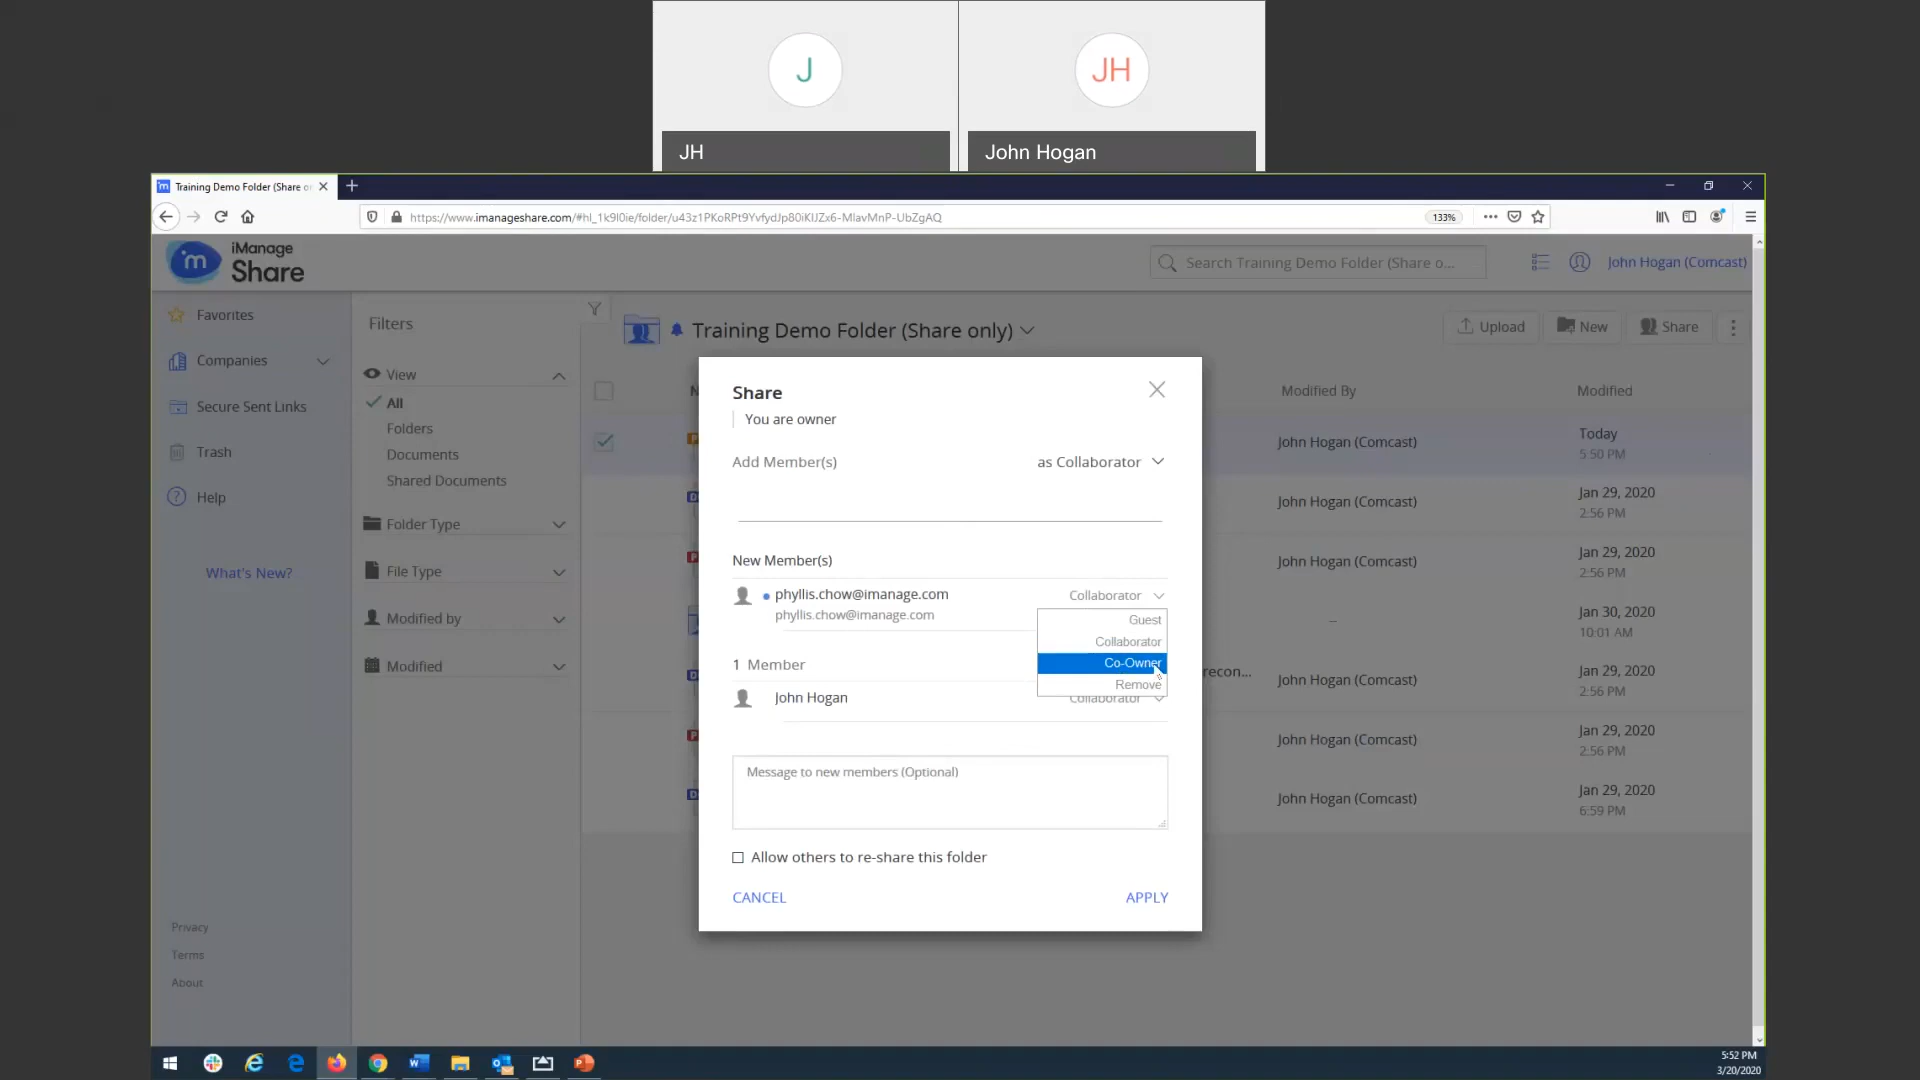 J
JH
JH
John Hogan
Training Demo Folder (Share o
https://www.imanageshare.com/#hl_1k9l0ie/folder/u43z1PKoRPt9YvfydJp80iKIJZx6-MlavMnP-UbZgAQ
133%
m
iManage
Share
Search Training Demo Folder (Share o...
John Hogan (Comcast)
Favorites
Companies
Secure Sent Links
Trash
Help
What's New?
Privacy
Terms
About
Filters
View
All
Folders
Documents
Shared Documents
Folder Type
File Type
Modified by
Modified
Training Demo Folder (Share only)
Upload
New
Share
Modified By
Modified
John Hogan (Comcast)
Today
5:50 PM
John Hogan (Comcast)
Jan 29, 2020
2:56 PM
John Hogan (Comcast)
Jan 29, 2020
2:56 PM
--
Jan 30, 2020
10:01 AM
recon...
John Hogan (Comcast)
Jan 29, 2020
2:56 PM
John Hogan (Comcast)
Jan 29, 2020
2:56 PM
John Hogan (Comcast)
Jan 29, 2020
6:59 PM
Share
You are owner
Add Member(s)
as Collaborator
New Member(s)
phyllis.chow@imanage.com
Collaborator
phyllis.chow@imanage.com
Guest
Collaborator
Co-Owner
Remove
1 Member
John Hogan
Collaborator
Message to new members (Optional)
Allow others to re-share this folder
CANCEL
APPLY
5:52 PM
3/20/2020